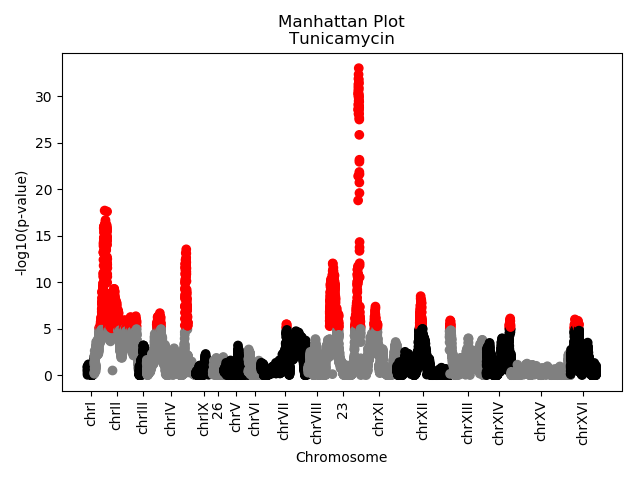 Manhattan Plot
Tunicamycin
-log10(p-value)
30
25
20
15
10
5
0
chrI
chrII
chrIII
chrIV
chrIX
26
chrV
chrVI
chrVII
chrVIII
23
chrXI
chrXII
chrXIII
chrXIV
chrXV
chrXVI
Chromosome